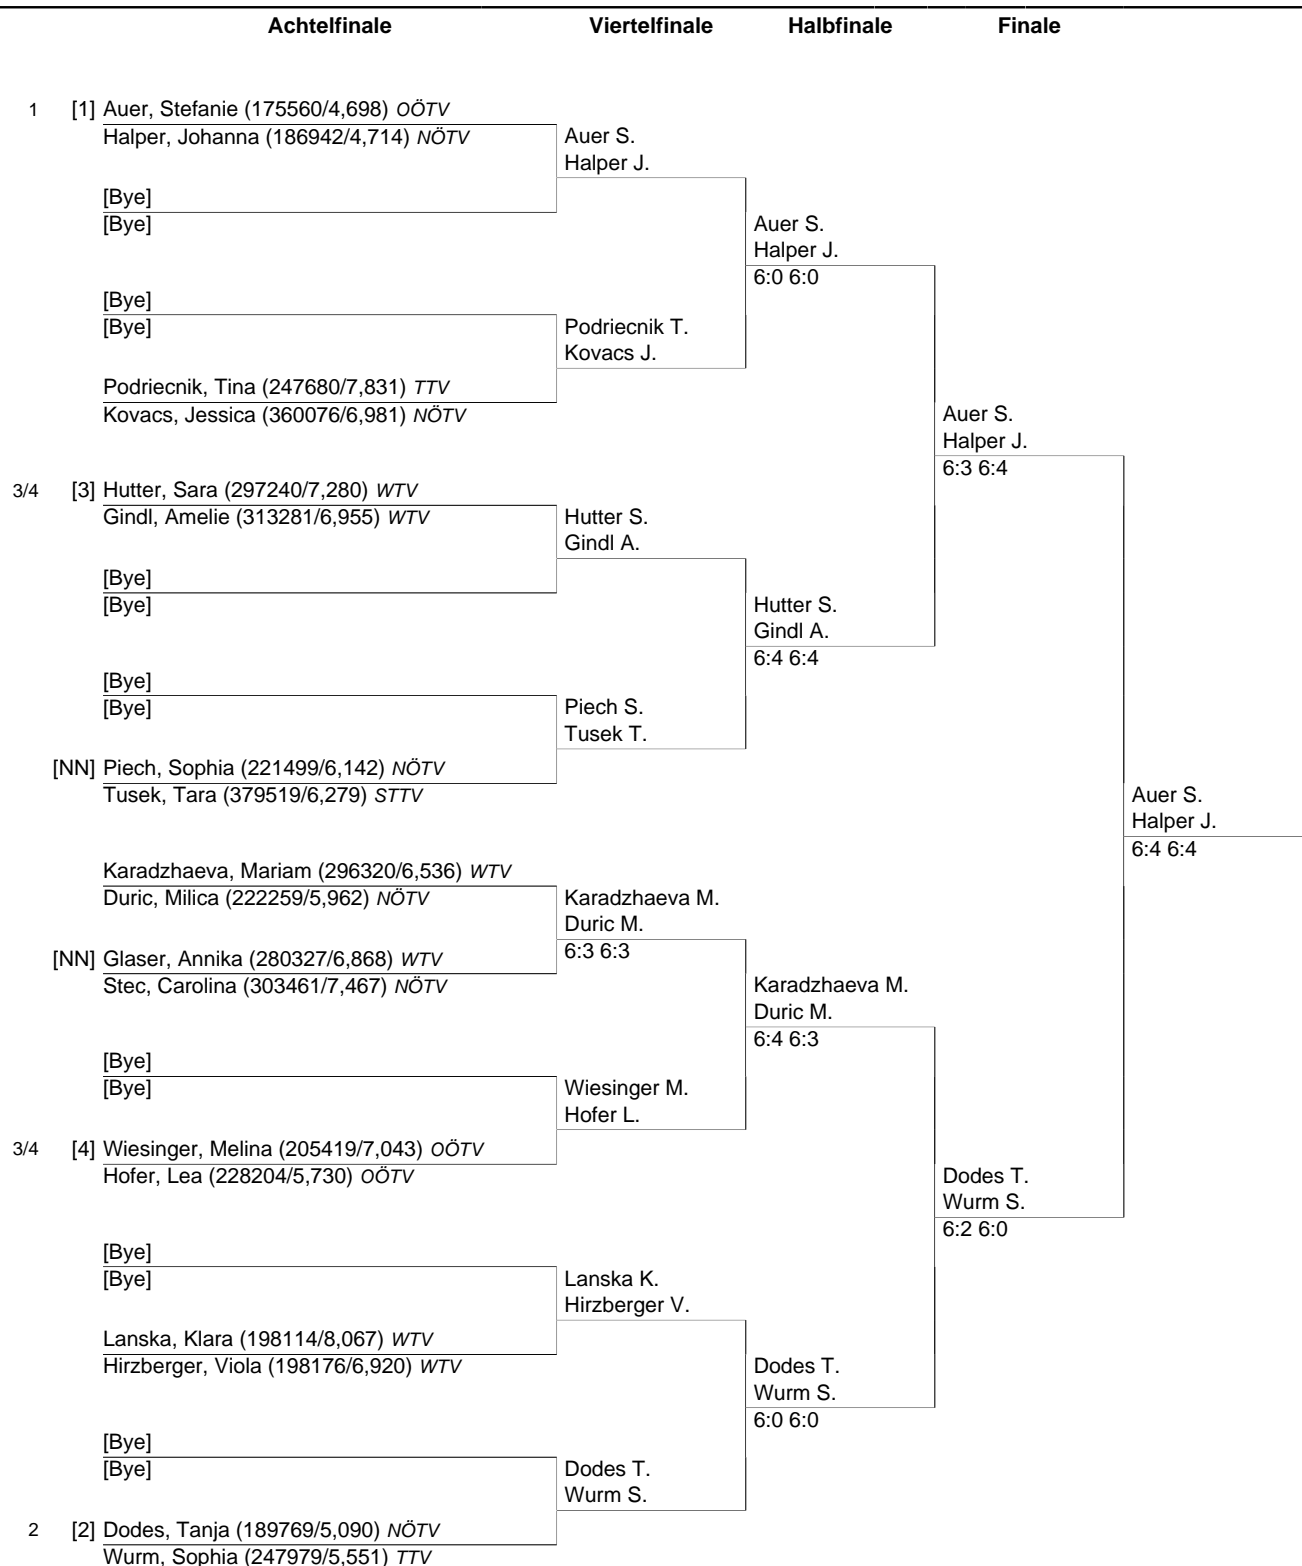 Achtelfinale Viertelfinale Halbfinale Finale
1 [1] Auer, Stefanie (175560/4,698) OÖTV
Halper, Johanna (186942/4,714) NÖTV Auer S.
Halper J.
[Bye]
[Bye] Auer S.
Halper J.
6:0 6:0
[Bye]
[Bye] Podriecnik T.
Kovacs J.
Podriecnik, Tina (247680/7,831) TTV
Kovacs, Jessica (360076/6,981) NÖTV Auer S.
Halper J.
6:3 6:4
3/4 [3] Hutter, Sara (297240/7,280) WTV
Gindl, Amelie (313281/6,955) WTV Hutter S.
Gindl A.
[Bye]
[Bye] Hutter S.
Gindl A.
6:4 6:4
[Bye]
[Bye] Piech S.
Tusek T.
[NN] Piech, Sophia (221499/6,142) NÖTV
Tusek, Tara (379519/6,279) STTV Auer S.
Halper J.
6:4 6:4
Karadzhaeva, Mariam (296320/6,536) WTV
Duric, Milica (222259/5,962) NÖTV Karadzhaeva M.
Duric M.
6:3 6:3
[NN] Glaser, Annika (280327/6,868) WTV
Stec, Carolina (303461/7,467) NÖTV Karadzhaeva M.
Duric M.
6:4 6:3
[Bye]
[Bye] Wiesinger M.
Hofer L.
3/4 [4] Wiesinger, Melina (205419/7,043) OÖTV
Hofer, Lea (228204/5,730) OÖTV Dodes T.
Wurm S.
6:2 6:0
[Bye]
[Bye] Lanska K.
Hirzberger V.
Lanska, Klara (198114/8,067) WTV
Hirzberger, Viola (198176/6,920) WTV Dodes T.
Wurm S.
6:0 6:0
[Bye]
[Bye] Dodes T.
Wurm S.
2 [2] Dodes, Tanja (189769/5,090) NÖTV
Wurm, Sophia (247979/5,551) TTV